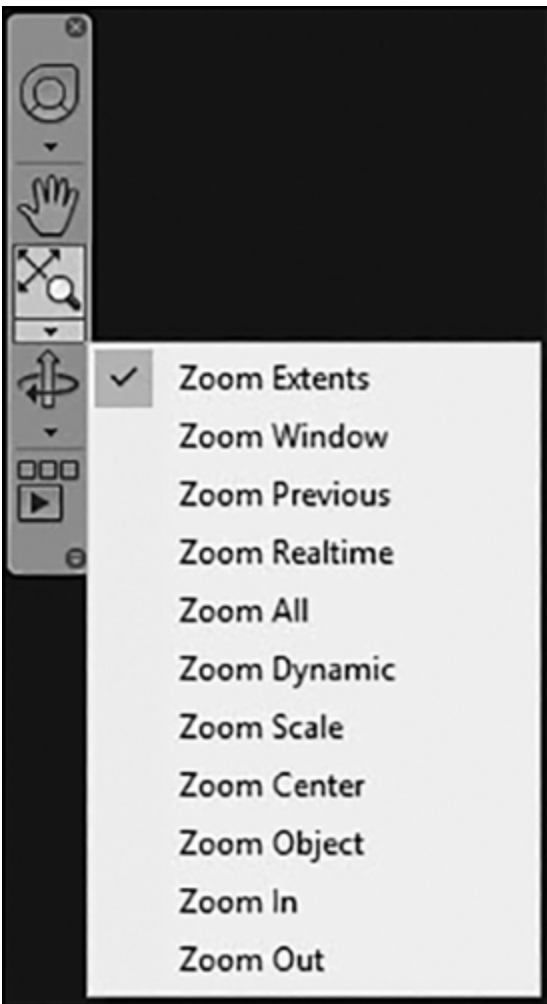 Zoom Extents
Zoom Window
Zoom Previous
Zoom Realtime
Zoom All
Zoom Dynamic
Zoom Scale
Zoom Center
Zoom Object
Zoom In
Zoom Out